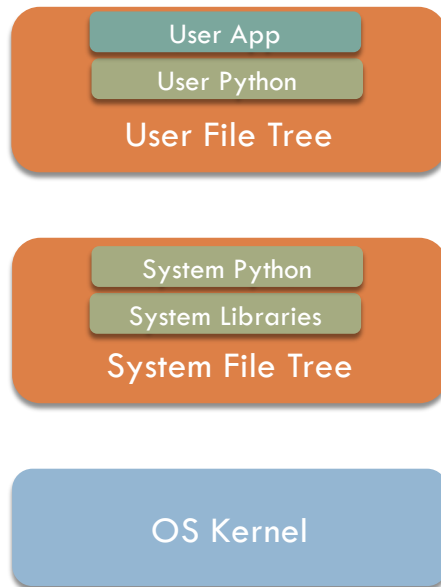 User App
User Python
User File Tree
System Python
System Libraries
System File Tree
OS Kernel